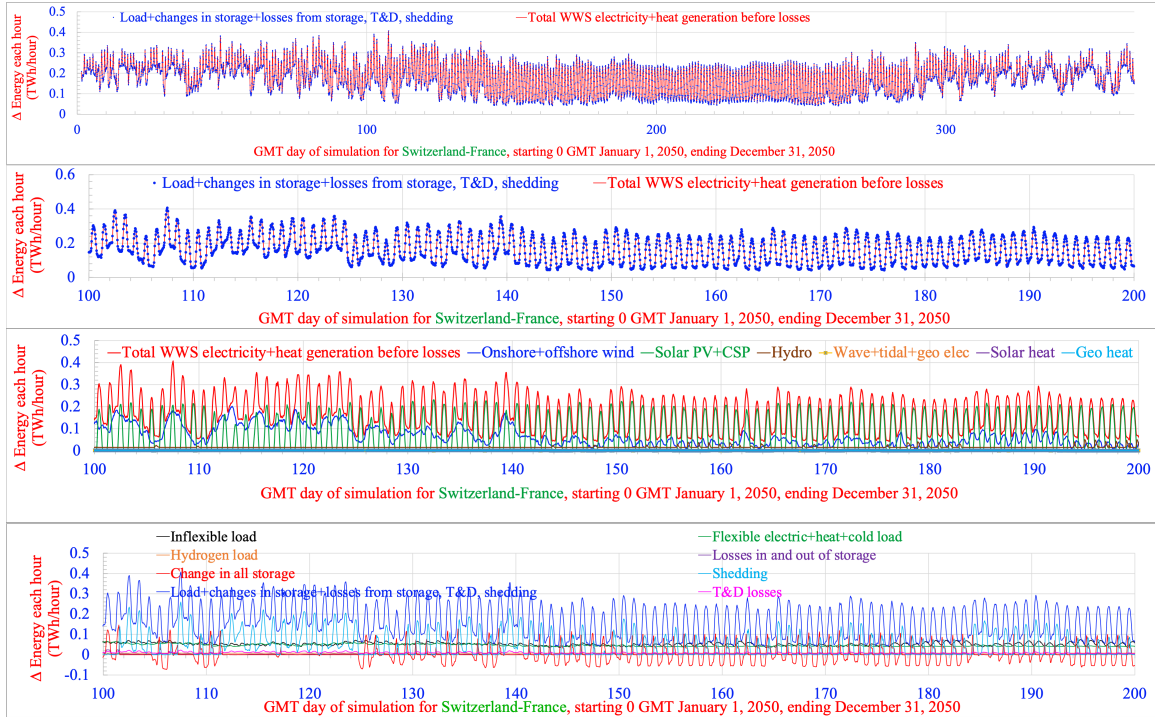 Load+changes in storage+losses from storage, T&D, shedding Total WWS electricity+heat generation before losses
Δ Energy each hour
(TWh/hour)
0.5
0.4
0.3
0.2
0.1
0
0 100 200 300
GMT day of simulation for Switzerland-France, starting 0 GMT January 1, 2050, ending December 31, 2050
Load+changes in storage+losses from storage, T&D, shedding Total WWS electricity+heat generation before losses
Δ Energy each hour
(TWh/hour)
0.6
0.4
0.2
0
100 110 120 130 140 150 160 170 180 190 200
GMT day of simulation for Switzerland-France, starting 0 GMT January 1, 2050, ending December 31, 2050
Total WWS electricity+heat generation before losses Onshore+offshore wind Solar PV+CSP Hydro Wave+tidal+geo elec Solar heat Geo heat
Δ Energy each hour
(TWh/hour)
0.5
0.4
0.3
0.2
0.1
0
100 110 120 130 140 150 160 170 180 190 200
GMT day of simulation for Switzerland-France, starting 0 GMT January 1, 2050, ending December 31, 2050
Inflexible load Flexible electric+heat+cold load
Hydrogen load Losses in and out of storage
Change in all storage Shedding
Load+changes in storage+losses from storage, T&D, shedding T&D losses
Δ Energy each hour
(TWh/hour)
0.5
0.4
0.3
0.2
0.1
0
-0.1
100 110 120 130 140 150 160 170 180 190 200
GMT day of simulation for Switzerland-France, starting 0 GMT January 1, 2050, ending December 31, 2050